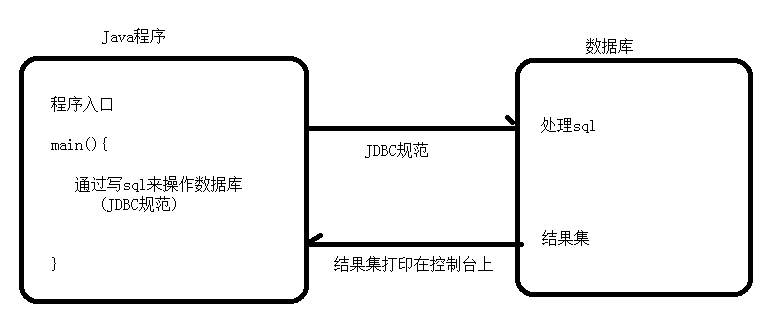 Java程序
数据库
程序入口
main(){
通过写sql来操作数据库
(JDBC规范)
}
JDBC规范
处理sql
结果集
结果集打印在控制台上